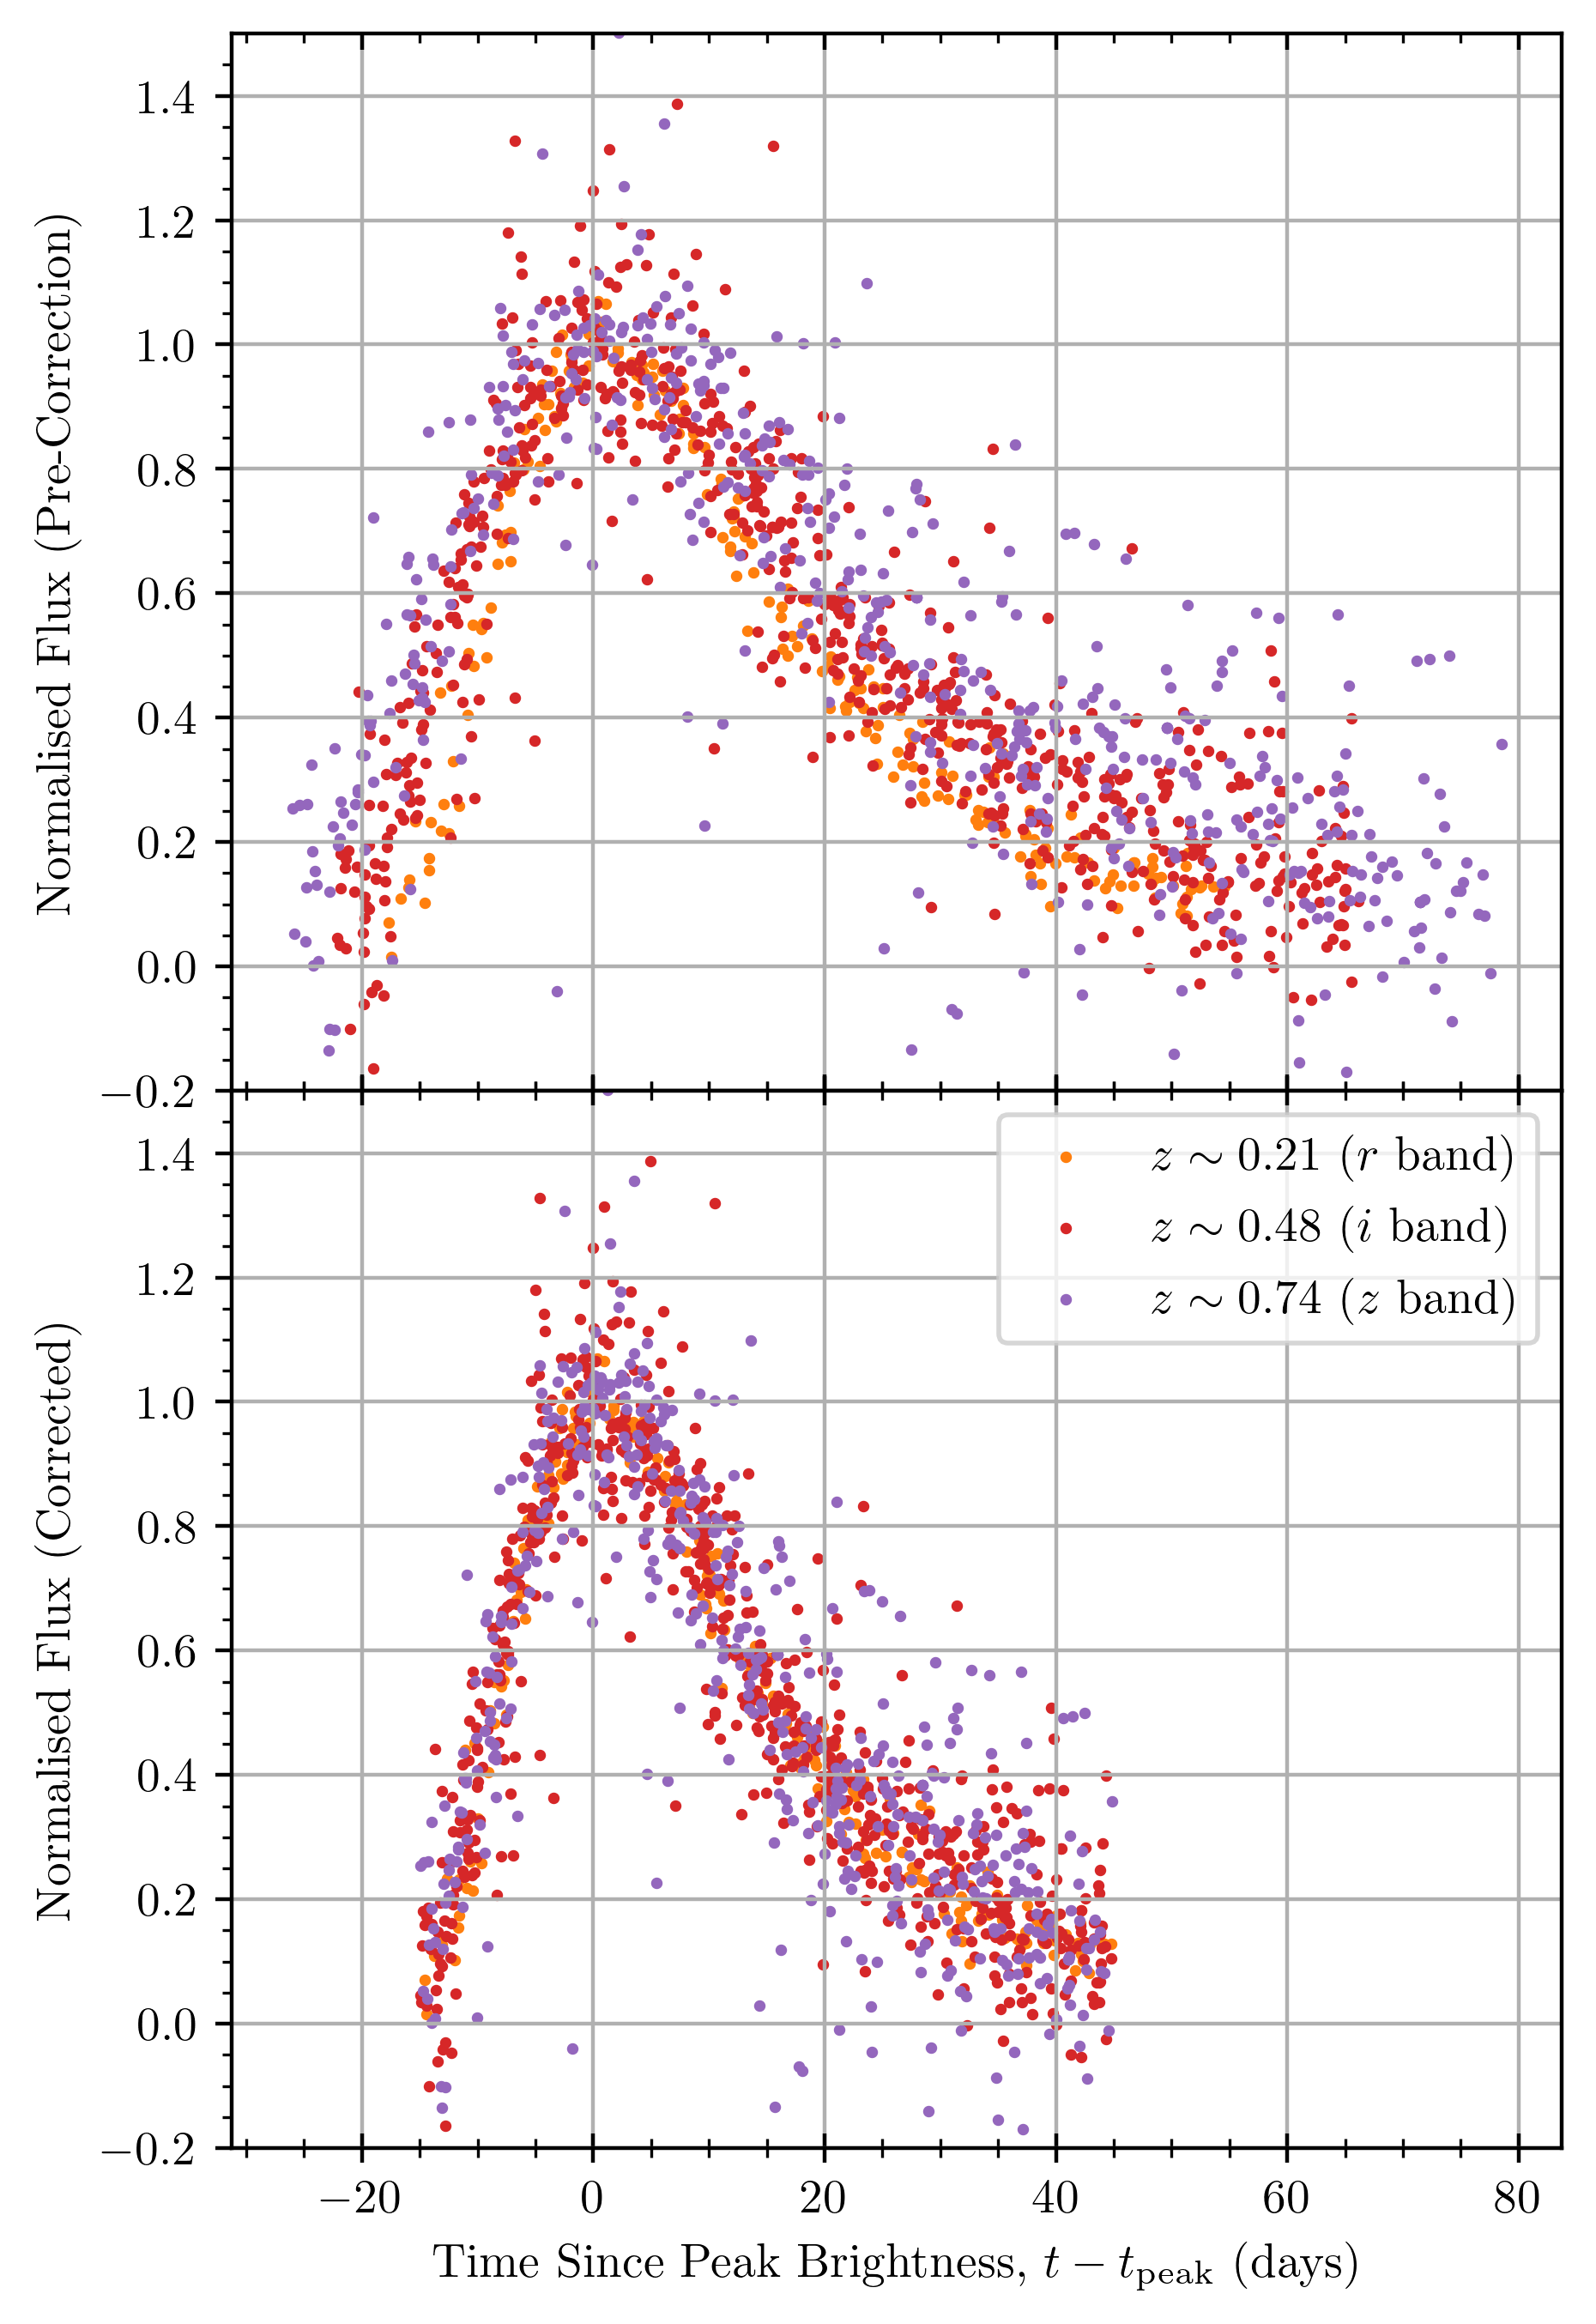 Normalised Flux (Pre-Correction)
1.4
1.2
1.0
0.8
0.6
0.4
0.2
0.0
−0.2
Normalised Flux (Corrected)
1.4
1.2
1.0
0.8
0.6
0.4
0.2
0.0
−0.2
z ∼ 0.21 (r band)
z ∼ 0.48 (i band)
z ∼ 0.74 (z band)
−20 0 20 40 60 80
Time Since Peak Brightness, t − t_peak (days)